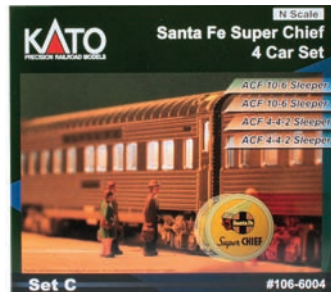 N Scale
KATO
PRECISION RAILROAD MODELS
Santa Fe Super Chief
4 Car Set
ACF 10-6 Sleeper
ACF 10-6 Sleeper
ACF 4-4-2 Sleeper
ACF 4-4-2 Sleeper
Santa Fe
Super CHIEF
Set C
#106-6004